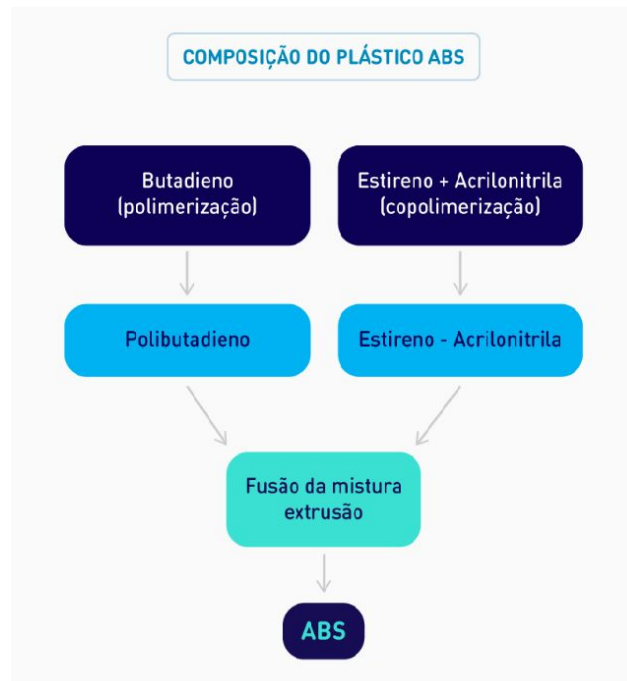 COMPOSIÇÃO DO PLÁSTICO ABS
Butadieno
(polimerização)
Estireno + Acrilonitrila
(copolimerização)
Polibutadieno
Estireno - Acrilonitrila
Fusão da mistura
extrusão
ABS